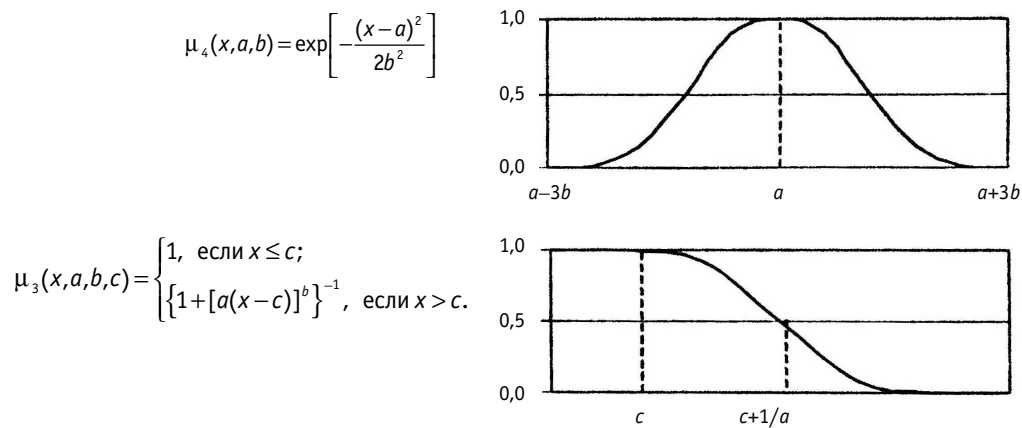 μ₄(x,a,b)=exp[−(x−a)²/2b²]
1,0
0,5
0,0
a−3b a a+3b
μ₃(x,a,b,c)={1, если x≤c;
{1+[a(x−c)]ᵇ}⁻¹, если x>c.
1,0
0,5
0,0
c c+1/a